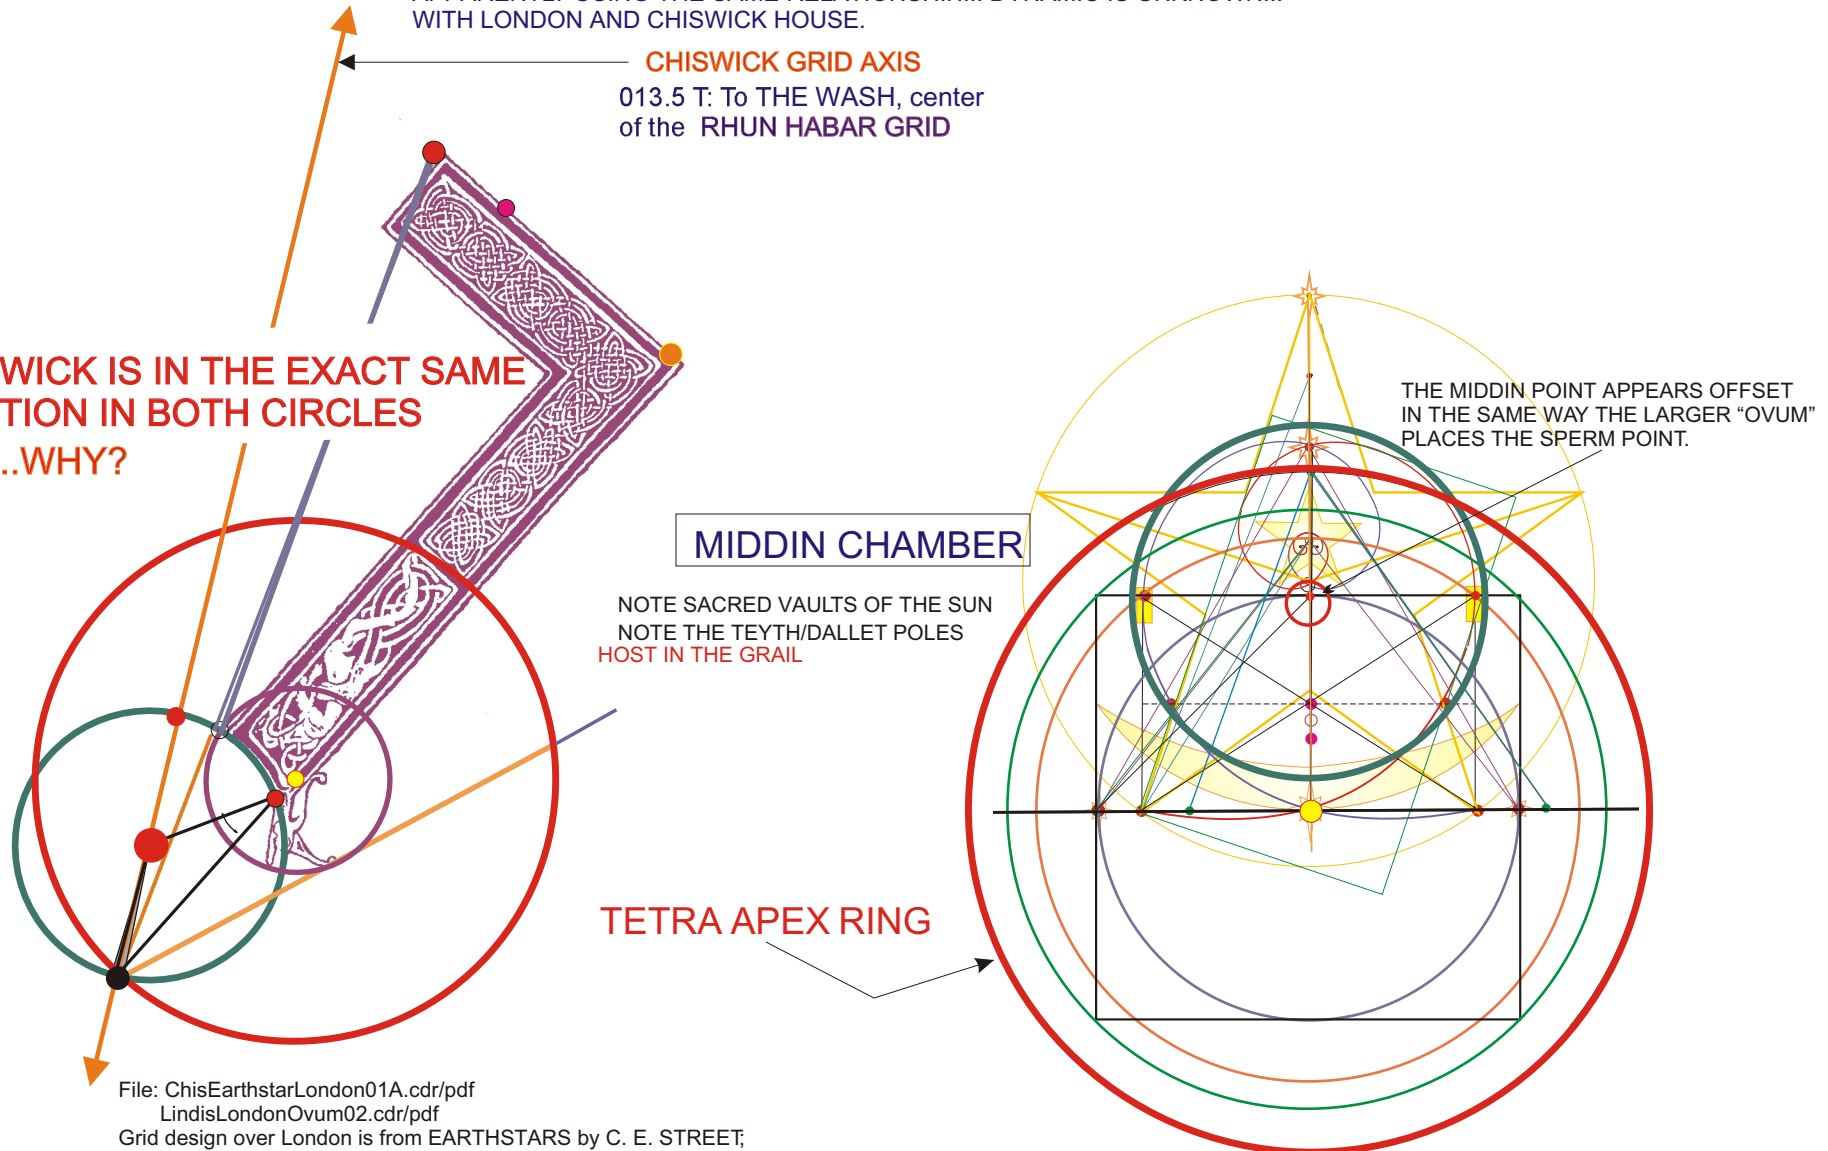 WITH LONDON AND CHISWICK HOUSE.
CHISWICK GRID AXIS
013.5 T: To THE WASH, center
of the RHUN HABAR GRID
WICK IS IN THE EXACT SAME
TION IN BOTH CIRCLES
..WHY?
THE MIDDIN POINT APPEARS OFFSET
IN THE SAME WAY THE LARGER “OVUM”
PLACES THE SPERM POINT.
MIDDIN CHAMBER
NOTE SACRED VAULTS OF THE SUN
NOTE THE TEYTH/DALLET POLES
HOST IN THE GRAIL
TETRA APEX RING
File: ChisEarthstarLondon01A.cdr/pdf
LindisLondonOvum02.cdr/pdf
Grid design over London is from EARTHSTARS by C. E. STREET;